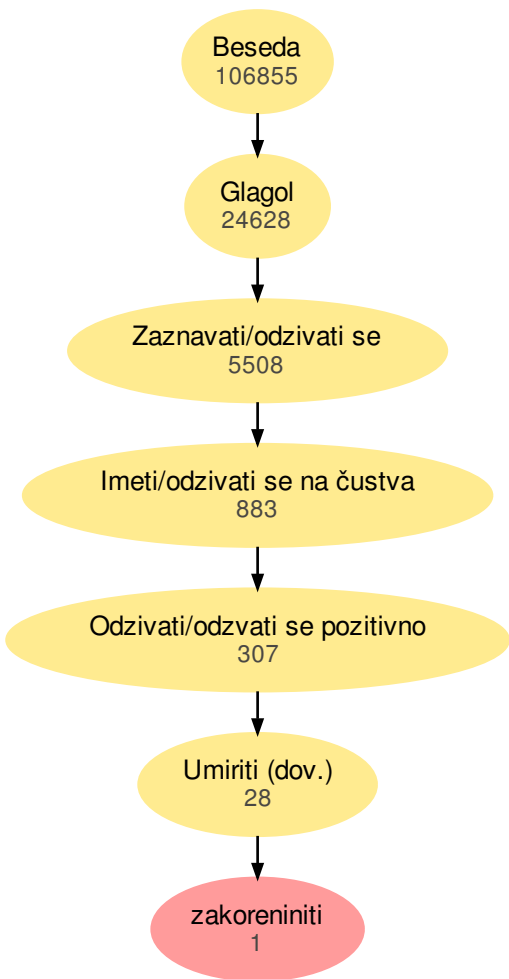 Beseda
106855
Glagol
24628
Zaznavati/odzivati se
5508
Imeti/odzivati se na čustva
883
Odzivati/odzvati se pozitivno
307
Umiriti (dov.)
28
zakoreniniti
1